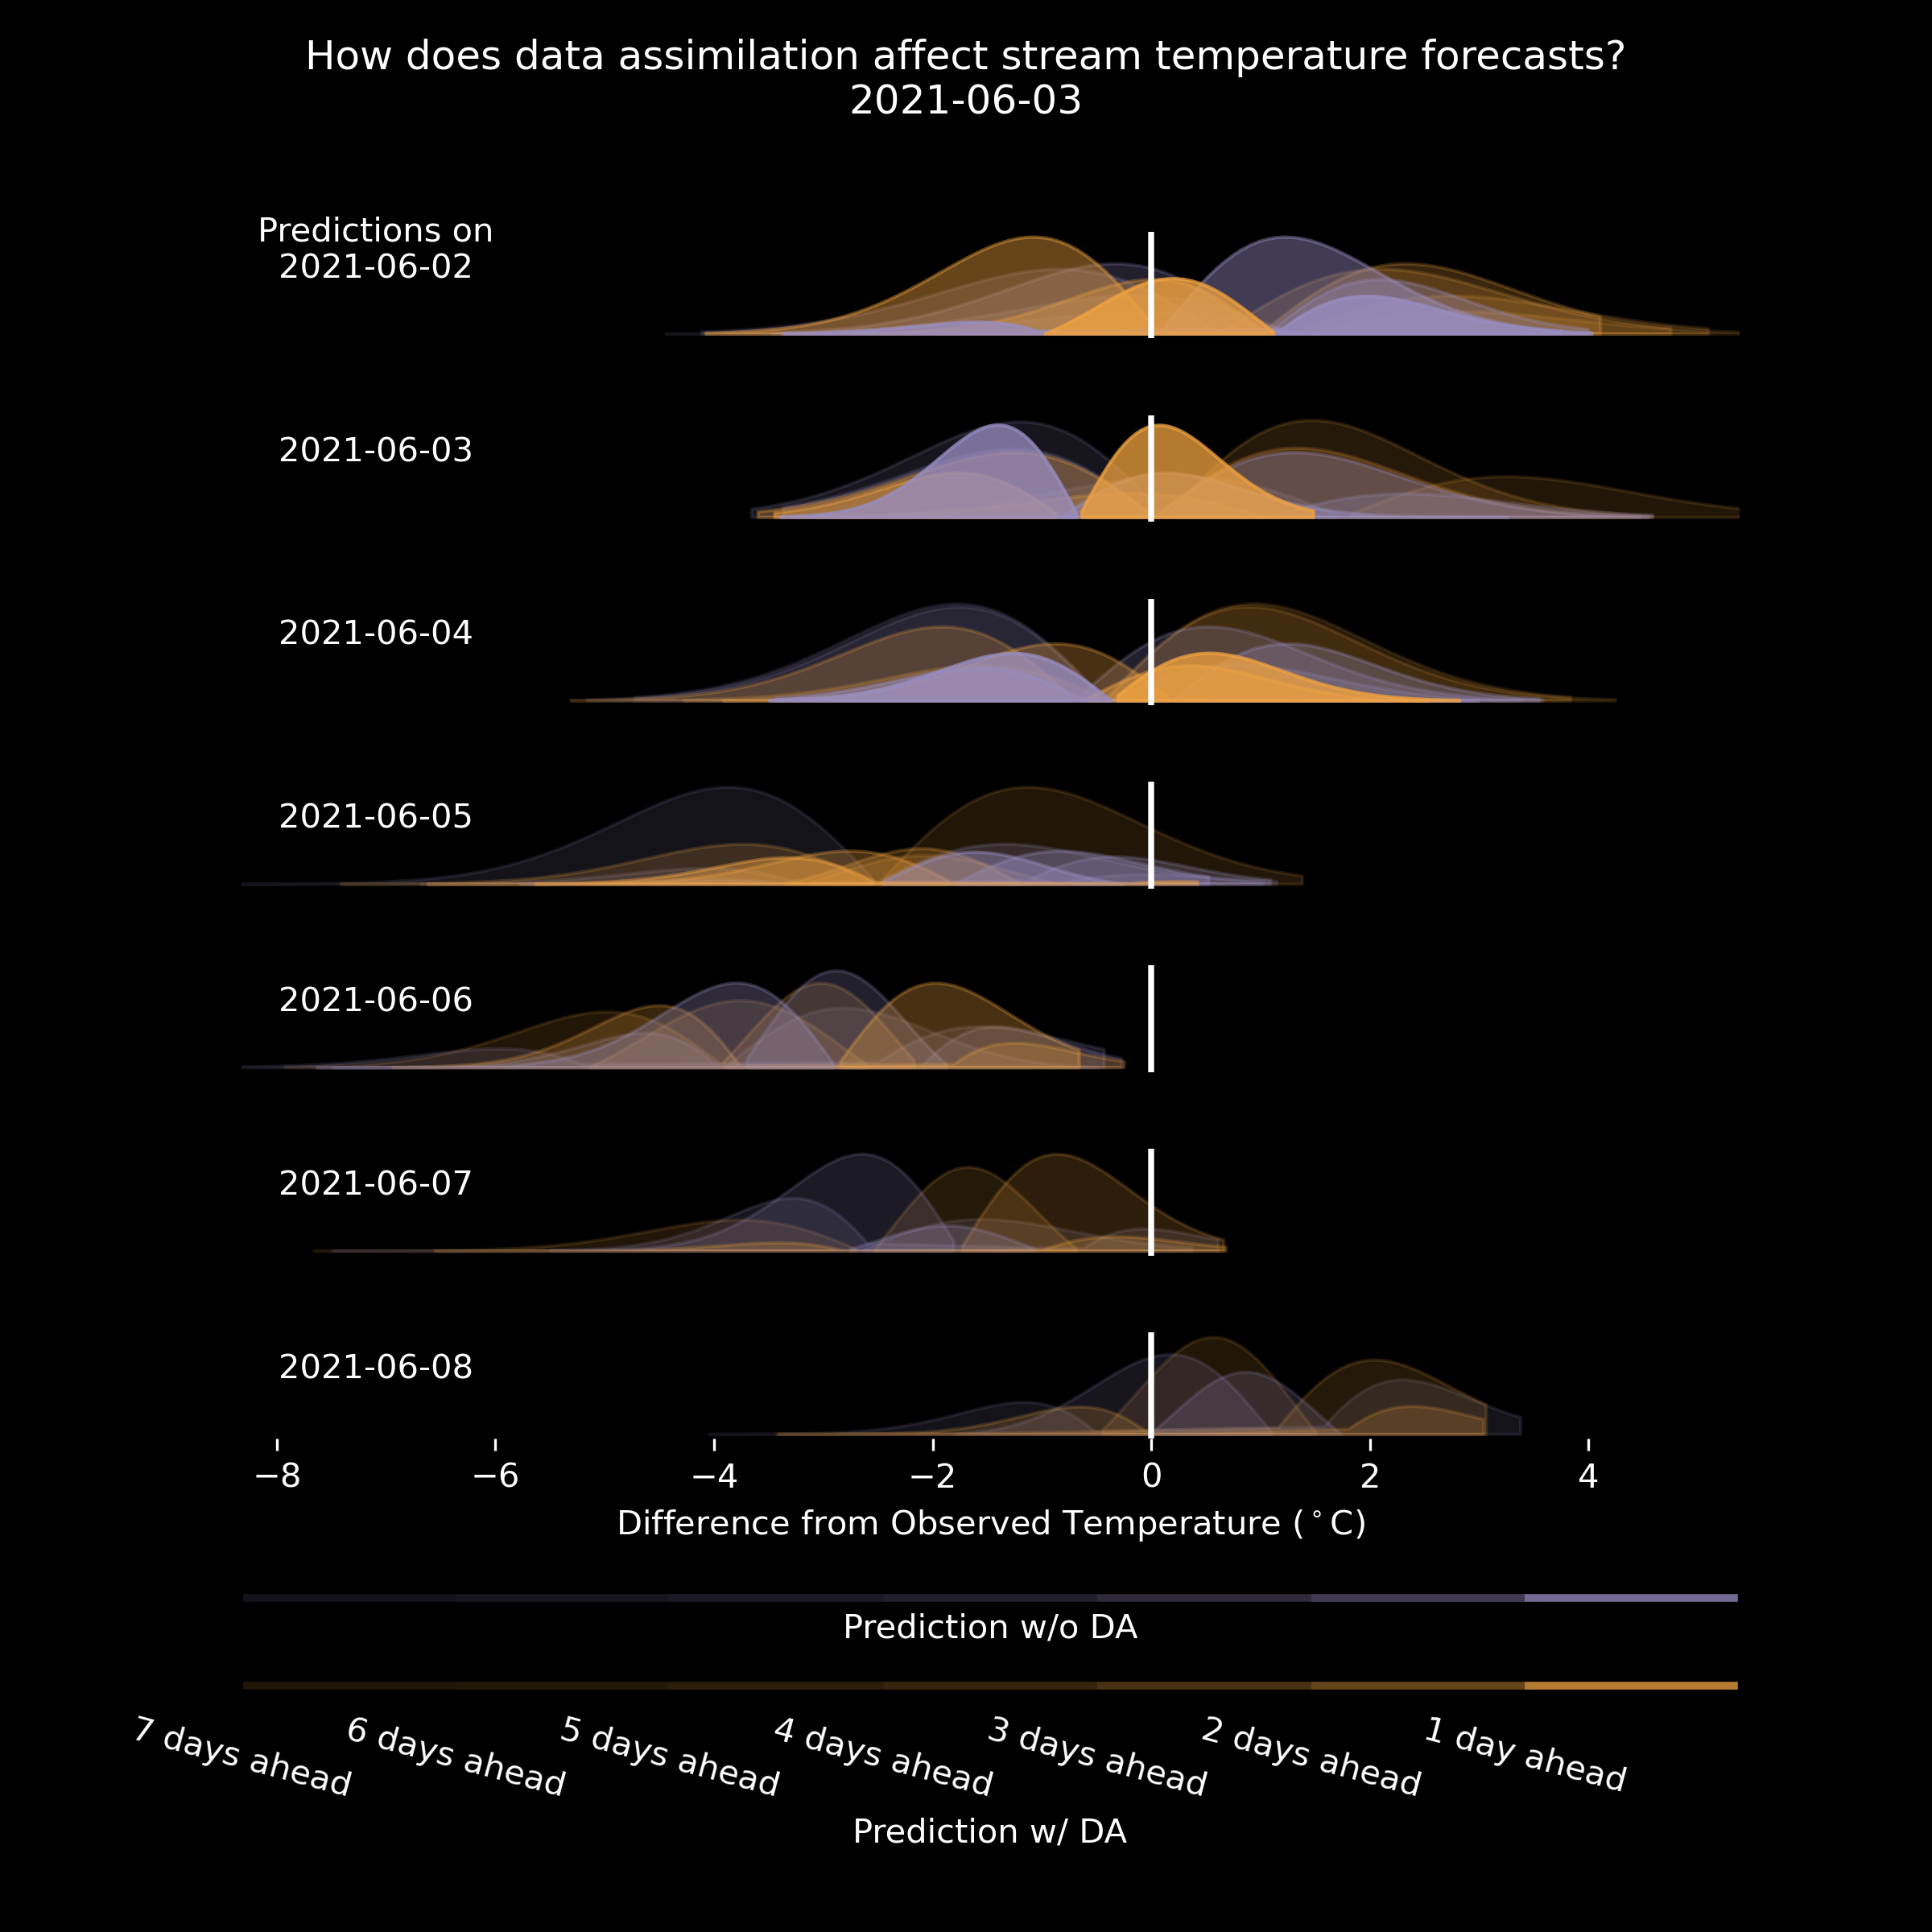 How does data assimilation affect stream temperature forecasts?
2021-06-03
Predictions on
2021-06-02
2021-06-03
2021-06-04
2021-06-05
2021-06-06
2021-06-07
2021-06-08
−8 −6 −4 −2 0 2 4
Difference from Observed Temperature (°C)
Prediction w/o DA
7 days ahead 6 days ahead 5 days ahead 4 days ahead 3 days ahead 2 days ahead 1 day ahead
Prediction w/ DA